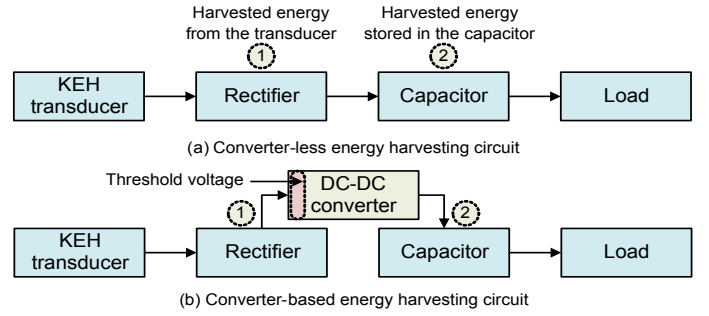 Harvested energy
from the transducer
Harvested energy
stored in the capacitor
1
2
KEH
transducer
Rectifier
Capacitor
Load
(a) Converter-less energy harvesting circuit
Threshold voltage
DC-DC
converter
1
2
KEH
transducer
Rectifier
Capacitor
Load
(b) Converter-based energy harvesting circuit